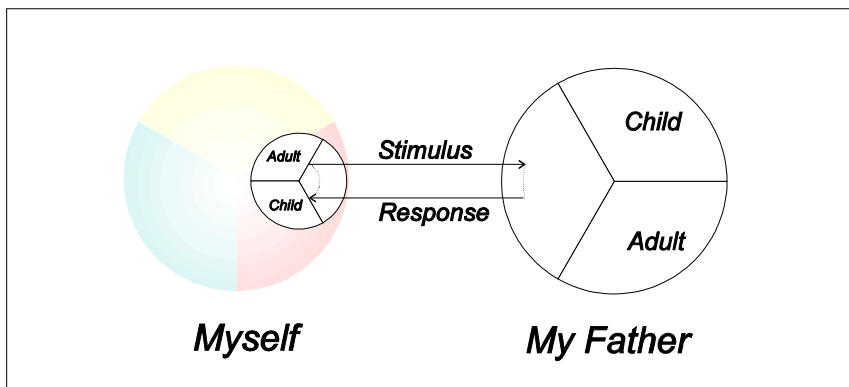 Adult
Child
Stimulus
Response
Child
Adult
Myself
My Father